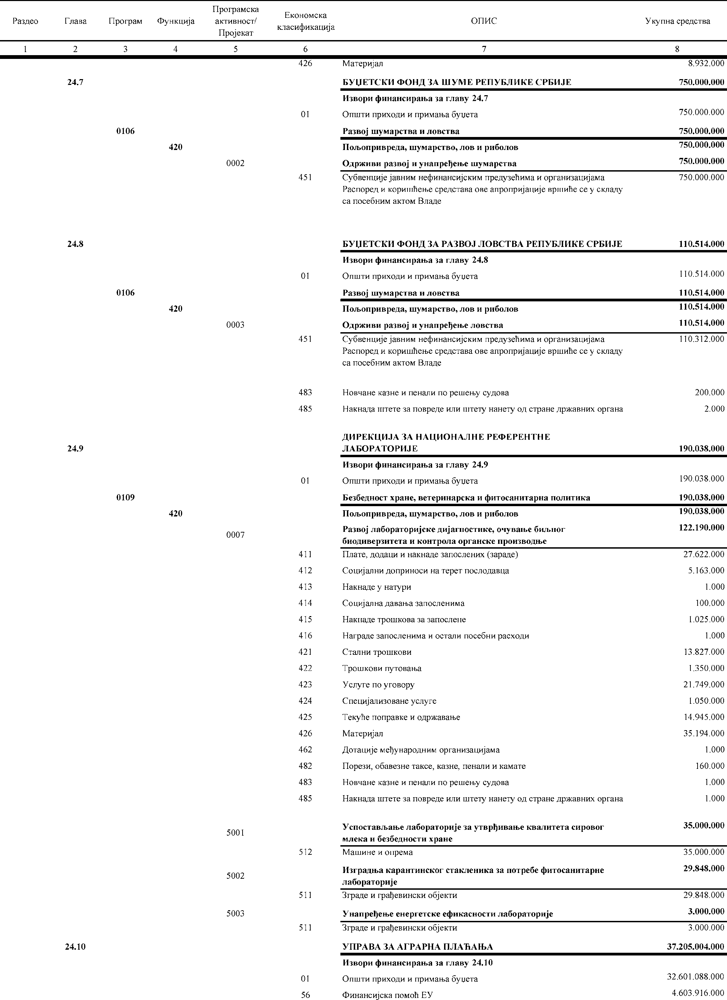 Раздео Глава Програм Функција Програмска активност/ Пројекат Економска класификација ОПИС Укупна средства
1 2 3 4 5 6 7 8
426 Материјал 8.932.000
24.7 БУЏЕТСКИ ФОНД ЗА ШУМЕ РЕПУБЛИКЕ СРБИЈЕ 750.000.000
Извори финансирања за главу 24.7
01 Општи приходи и примања буџета 750.000.000
0106 Развој шумарства и ловства 750.000.000
420 Пољопривреда, шумарство, лов и риболов 750.000.000
0002 Одрживи развој и унапређење шумарства 750.000.000
451 Субвенције јавним нефинансијским предузећима и организацијама 750.000.000
Распоред и коришћење средстава ове апропријације вршиће се у складу
са посебним актом Владе
24.8 БУЏЕТСКИ ФОНД ЗА РАЗВОЈ ЛОВСТВА РЕПУБЛИКЕ СРБИЈЕ 110.514.000
Извори финансирања за главу 24.8
01 Општи приходи и примања буџета 110.514.000
0106 Развој шумарства и ловства 110.514.000
420 Пољопривреда, шумарство, лов и риболов 110.514.000
0003 Одрживи развој и унапређење ловства 110.514.000
451 Субвенције јавним нефинансијским предузећима и организацијама 110.312.000
Распоред и коришћење средстава ове апропријације вршиће се у складу
са посебним актом Владе
483 Новчане казне и пенали по решењу судова 200.000
485 Накнада штете за повреде или штету нанету од стране државних органа 2.000
ДИРЕКЦИЈА ЗА НАЦИОНАЛНЕ РЕФЕРЕНТНЕ
24.9 ЛАБОРАТОРИЈЕ 190.038.000
Извори финансирања за главу 24.9
01 Општи приходи и примања буџета 190.038.000
0109 Безбедност хране, ветеринарска и фитосанитарна политика 190.038.000
420 Пољопривреда, шумарство, лов и риболов 190.038.000
0007 Развој лабораторијске дијагностике, очување биљног 122.190.000
биодиверзитета и контрола органске производње
411 Плате, додаци и накнаде запослених (зараде) 27.622.000
412 Социјални доприноси на терет послодавца 5.163.000
413 Накнаде у натури 1.000
414 Социјална давања запосленима 100.000
415 Накнаде трошкова за запослене 1.025.000
416 Награде запосленима и остали посебни расходи 1.000
421 Стални трошкови 13.827.000
422 Трошкови путовања 1.350.000
423 Услуге по уговору 21.749.000
424 Специјализоване услуге 1.050.000
425 Текуће поправке и одржавање 14.945.000
426 Материјал 35.194.000
462 Дотације међународним организацијама 1.000
482 Порези, обавезне таксе, казне, пенали и камате 160.000
483 Новчане казне и пенали по решењу судова 1.000
485 Накнада штете за повреде или штету нанету од стране државних органа 1.000
5001 Успостављање лабораторије за утврђивање квалитета сировог 35.000.000
млека и безбедности хране
512 Машине и опрема 35.000.000
5002 Изградња карантинског стакленика за потребе фитосанитарне 29.848.000
лабораторије
511 Зграде и грађевински објекти 29.848.000
5003 Унапређење енергетске ефикасности лабораторије 3.000.000
511 Зграде и грађевински објекти 3.000.000
24.10 УПРАВА ЗА АГРАРНА ПЛАЋАЊА 37.205.004.000
Извори финансирања за главу 24.10
01 Општи приходи и примања буџета 32.601.088.000
56 Финансијска помоћ ЕУ 4.603.916.000